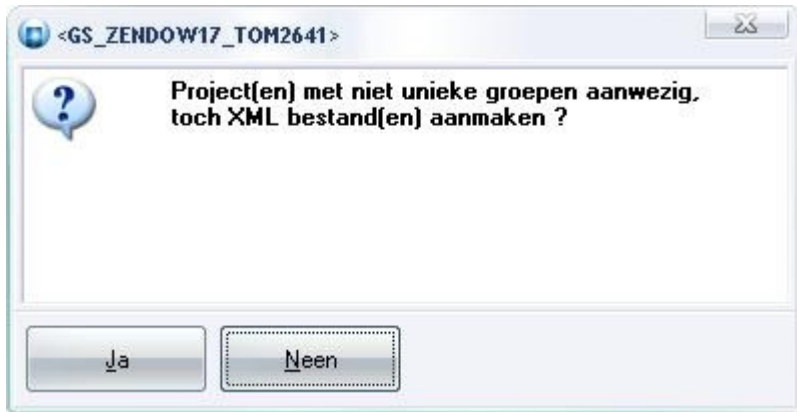 <GS_ZENDOW17_TOM2641>
Project(en) met niet unieke groepen aanwezig,
toch XML bestand(en) aanmaken ?
Ja
Neen